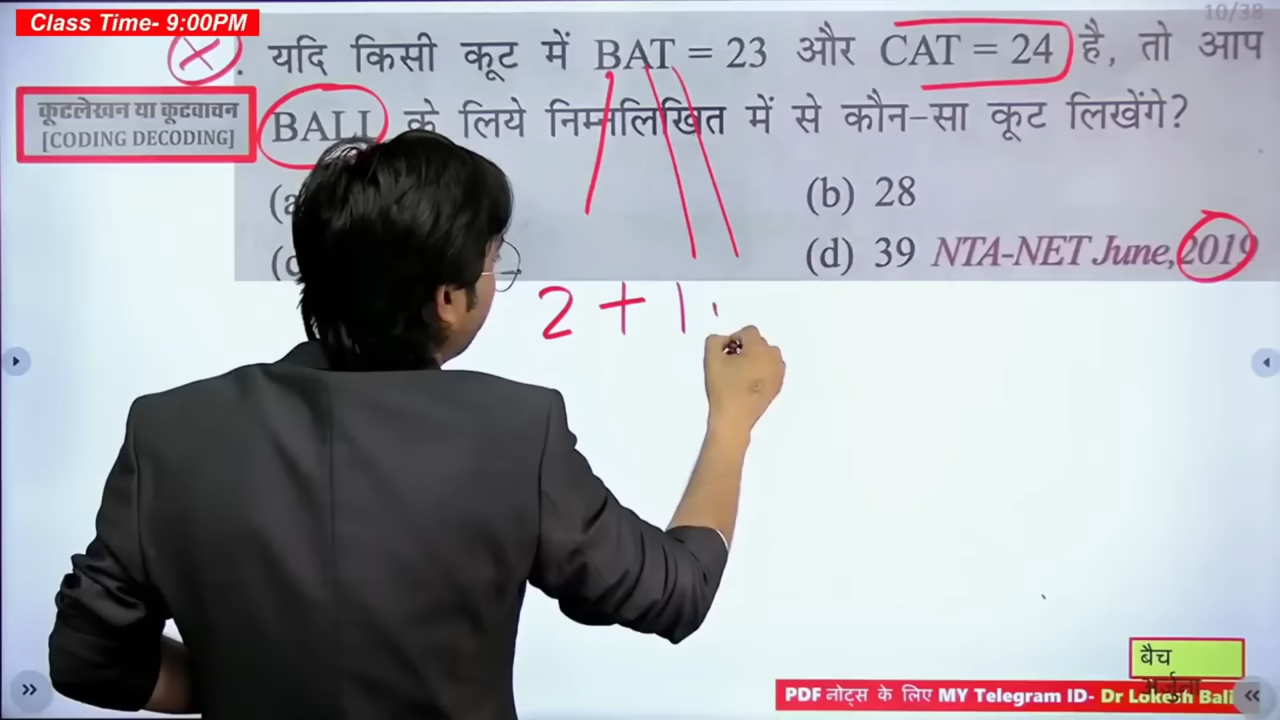 Class Time- 9:00PM
10/38
यदि किसी कूट में BAT = 23 और CAT = 24 है, तो आप
कूटलेखन या कूटवाचन
[CODING DECODING]
BALL के लिये निम्नलिखित में से कौन-सा कूट लिखेंगे?
(b) 28
(d) 39 NTA-NET June, 2019
2 + 1
बैच
PDF नोट्स के लिए MY Telegram ID- Dr Lokesh Bali